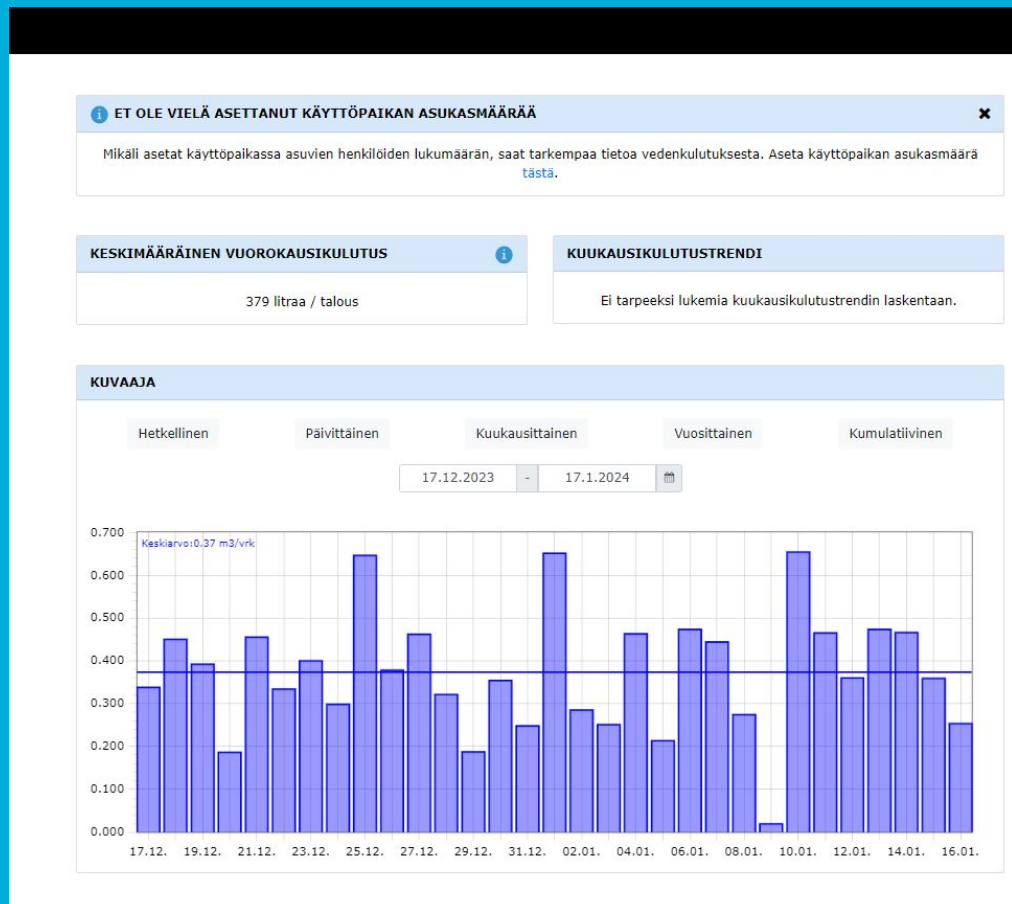 ET OLE VIELÄ ASETTANUT KÄYTTÖPAIKAN ASUKASMÄÄRÄÄ
Mikäli asetat käyttöpaikassa asuvien henkilöiden lukumäärän, saat tarkempaa tietoa vedenkulutuksesta. Aseta käyttöpaikan asukasmäärä
tästä.
KESKIMÄÄRÄINEN VUOROKAUSIKULUTUS
379 litraa / talous
KUUKAUSIKULUTUSTRENDI
Ei tarpeeksi lukemia kuukausikulutustrendin laskentaan.
KUVAAJA
Hetkellinen Päivittäinen Kuukausittainen Vuosittainen Kumulatiivinen
17.12.2023 - 17.1.2024
Keskiarvo:0.37 m3/vrk
0.700
0.600
0.500
0.400
0.300
0.200
0.100
0.000
17.12. 19.12. 21.12. 23.12. 25.12. 27.12. 29.12. 31.12. 02.01. 04.01. 06.01. 08.01. 10.01. 12.01. 14.01. 16.01.